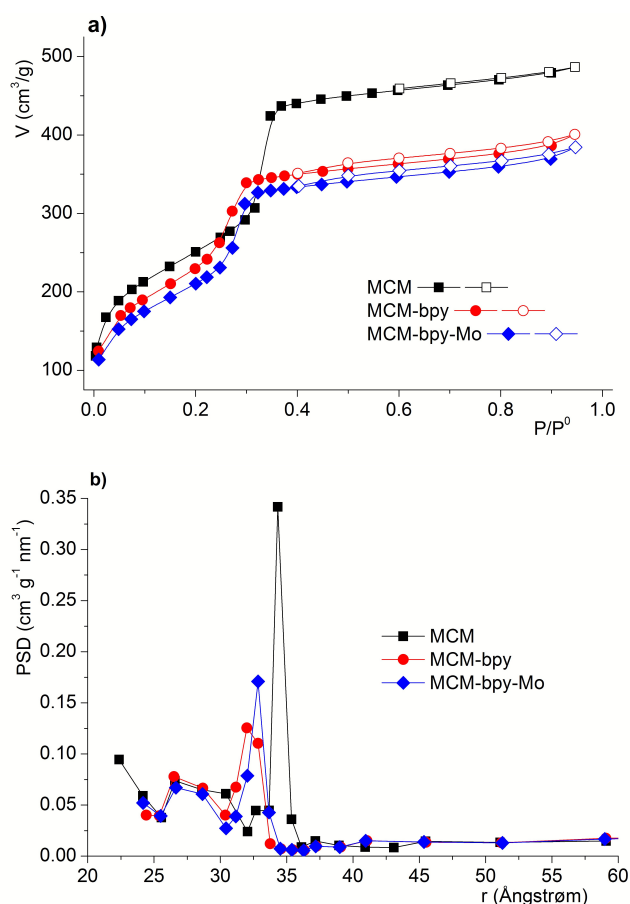 a)
V (cm³/g)
500
400
300
200
100
MCM
MCM-bpy
MCM-bpy-Mo
0.0 0.2 0.4 0.6 0.8 1.0
P/P⁰
b)
PSD (cm³ g⁻¹ nm⁻¹)
0.35
0.30
0.25
0.20
0.15
0.10
0.05
0.00
MCM
MCM-bpy
MCM-bpy-Mo
20 25 30 35 40 45 50 55 60
r (Ångstrøm)